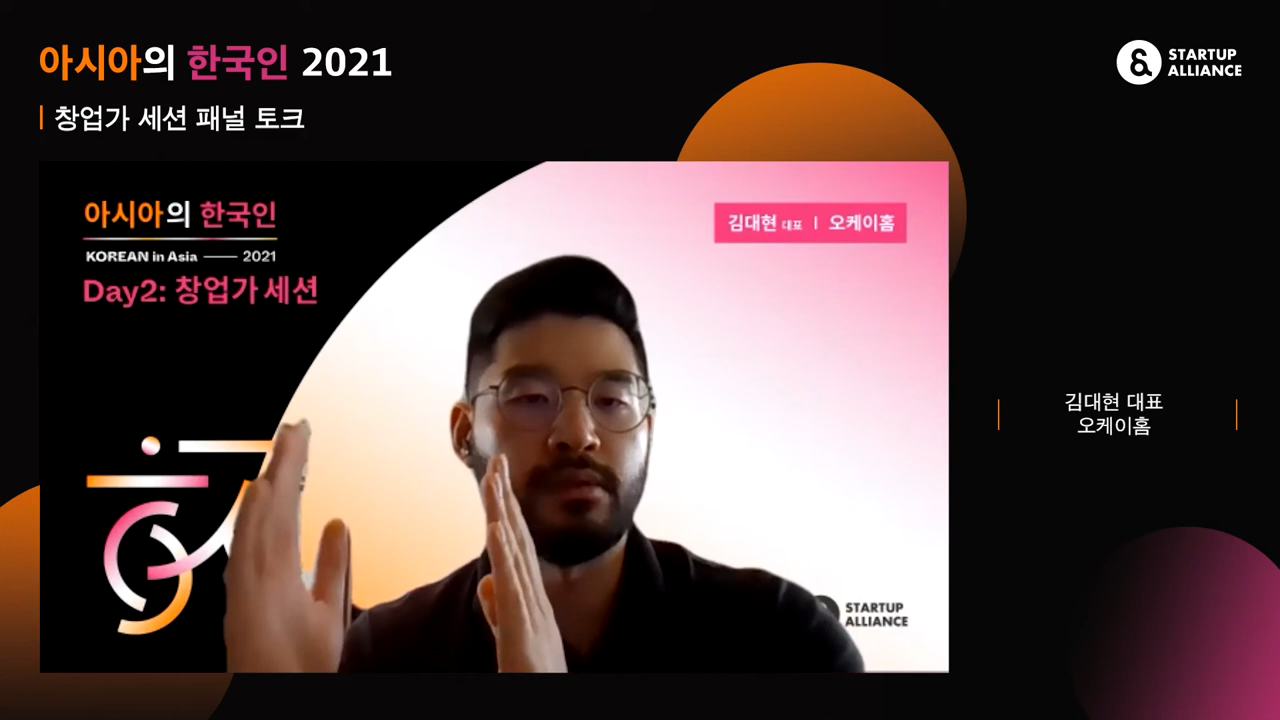 아시아의 한국인 2021
창업가 세션 패널 토크
STARTUP
ALLIANCE
아시아의 한국인
KOREAN in Asia 2021
Day2: 창업가 세션
김대현 대표 | 오케이홈
STARTUP
ALLIANCE
김대현 대표
오케이홈